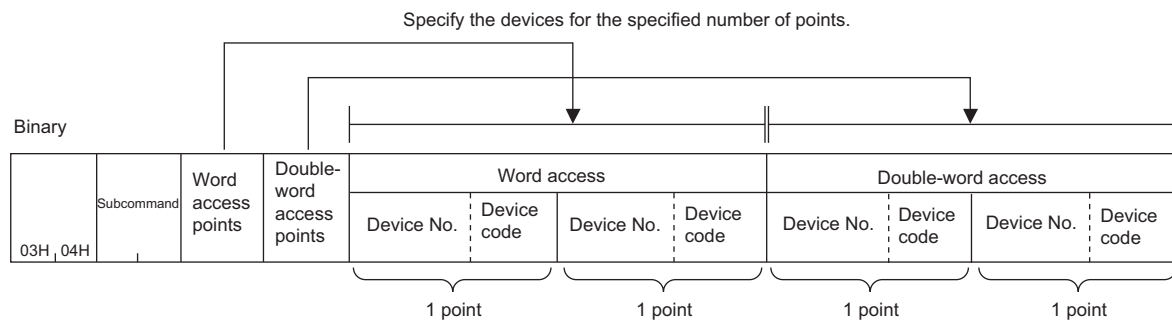 Specify the devices for the specified number of points.
Binary
03H 04H
Subcommand
Word
access
points
Double-
word
access
points
Word access
Double-word access
Device No.
Device
code
Device No.
Device
code
Device No.
Device
code
Device No.
Device
code
1 point
1 point
1 point
1 point